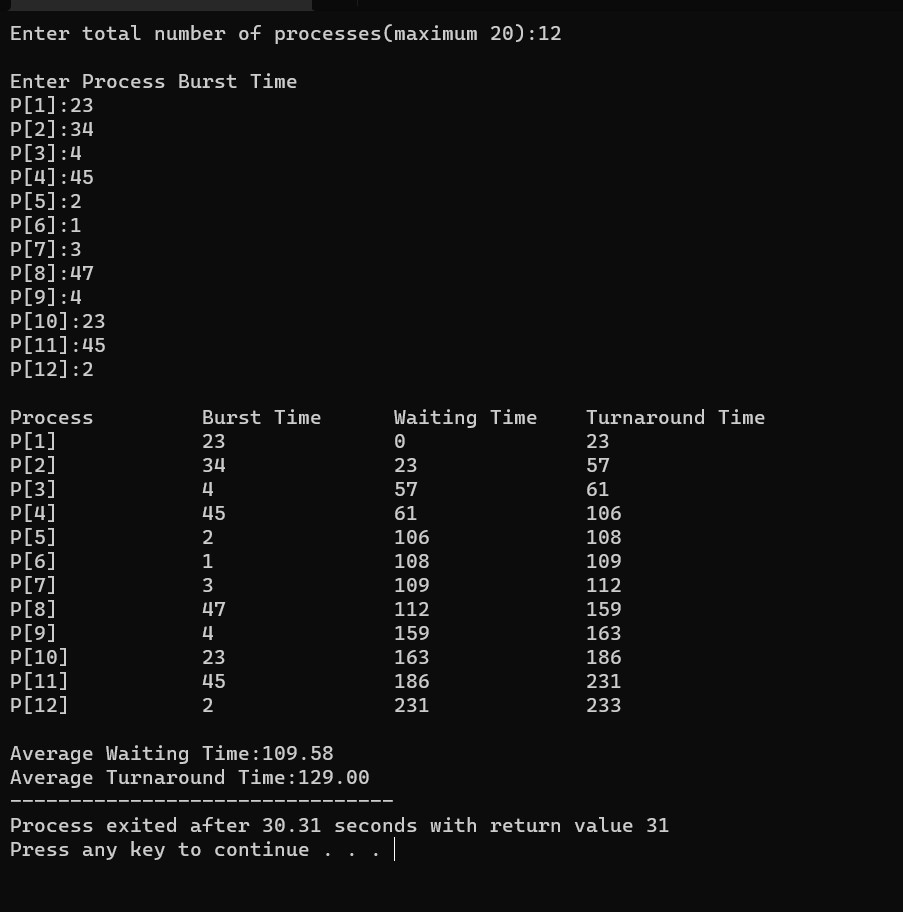 Enter total number of processes(maximum 20):12
Enter Process Burst Time
P[1]:23
P[2]:34
P[3]:4
P[4]:45
P[5]:2
P[6]:1
P[7]:3
P[8]:47
P[9]:4
P[10]:23
P[11]:45
P[12]:2
Process Burst Time Waiting Time Turnaround Time
P[1] 23 0 23
P[2] 34 23 57
P[3] 4 57 61
P[4] 45 61 106
P[5] 2 106 108
P[6] 1 108 109
P[7] 3 109 112
P[8] 47 112 159
P[9] 4 159 163
P[10] 23 163 186
P[11] 45 186 231
P[12] 2 231 233
Average Waiting Time:109.58
Average Turnaround Time:129.00
--------------------------------
Process exited after 30.31 seconds with return value 31
Press any key to continue . . .